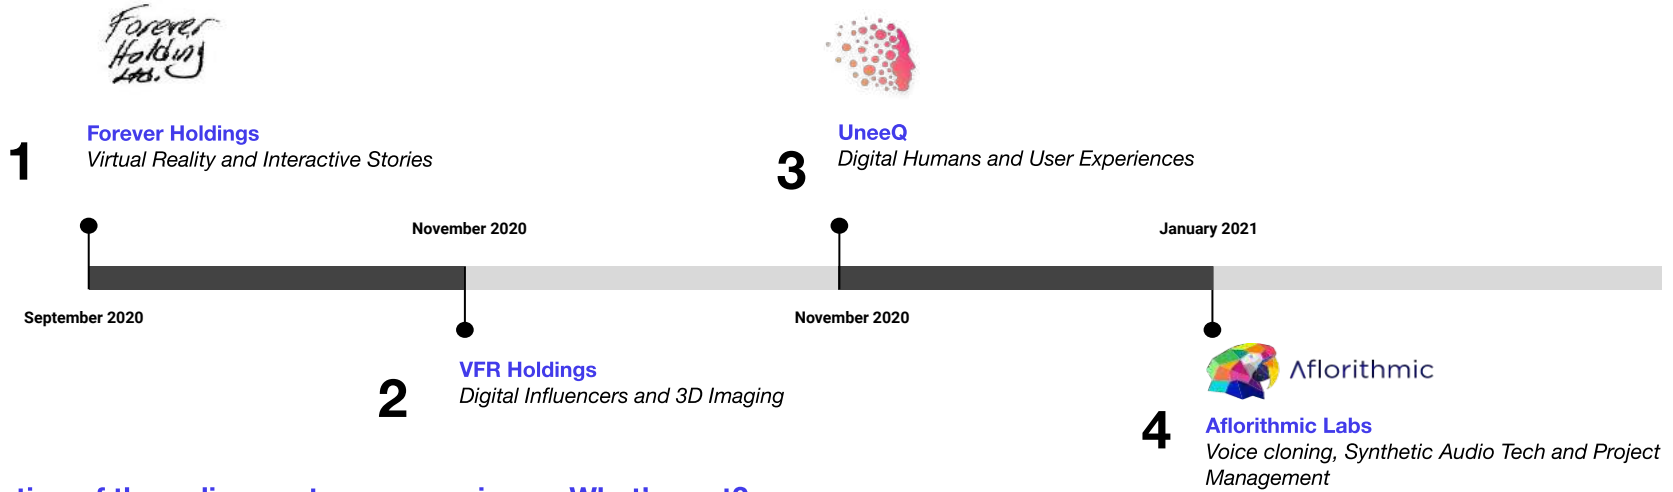 Forever
Holding
Ltd.
1
Forever Holdings
Virtual Reality and Interactive Stories
3
UneeQ
Digital Humans and User Experiences
November 2020
January 2021
September 2020
November 2020
2
VFR Holdings
Digital Influencers and 3D Imaging
Aflorithmic
4
Aflorithmic Labs
Voice cloning, Synthetic Audio Tech and Project
Management